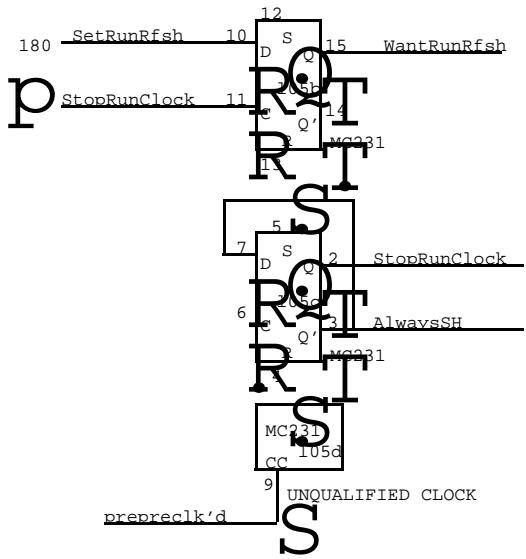 12
SetRunRfsh 10 S 15 WantRunRfsh
180 D Q
R Q T
p StopRunClock 11 105b 14
C Q'
R ~ T MC231
R
13
S
5
7 S 2 StopRunClock
D Q
R Q T
105c
6 C 3 AlwaysSH
Q'
R ~ T MC231
R
4
S
MC231
105d
CC
9
UNQUALIFIED CLOCK
prepreclk'd
S